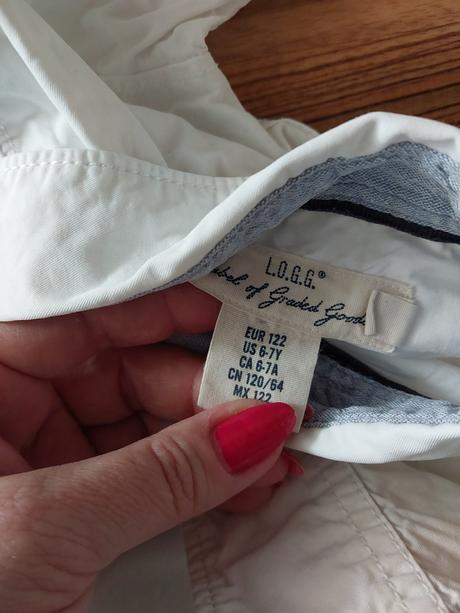 L.O.G.G.®
Label of Graded Goods
EUR 122
US 6-7Y
CA 6-7A
CN 120/64
MX 122